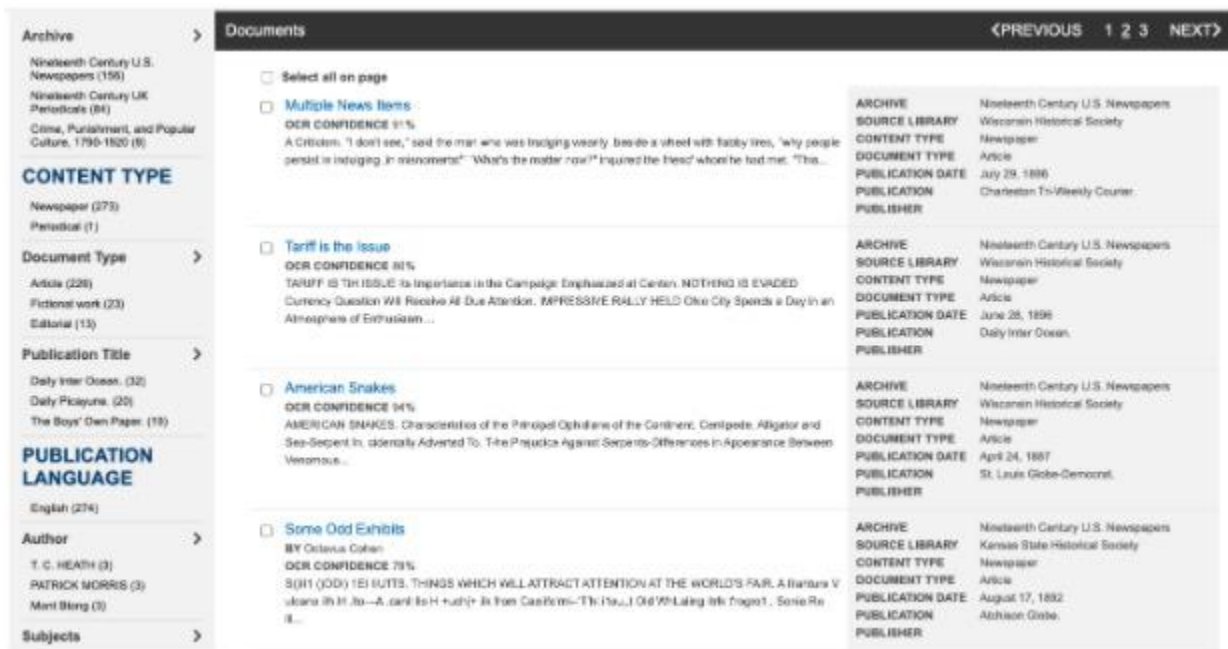 Archive
Nineteenth Century U.S.
Newspapers (156)
Nineteenth Century UK
Periodicals (84)
Crime, Punishment, and Popular
Culture, 1790-1920 (9)
CONTENT TYPE
Newspaper (273)
Periodical (1)
Document Type
Article (226)
Fictional work (23)
Editorial (13)
Publication Title
Daily Inter Ocean. (32)
Daily Picayune. (20)
The Boys' Own Paper. (19)
PUBLICATION
LANGUAGE
English (274)
Author
T. C. HEATH (3)
PATRICK MORRIS (3)
(3)
Subjects
Documents
PREVIOUS 1 2 3 NEXT
Select all on page
Multiple News Items
OCR CONFIDENCE 91%
A Criticism. "I don't see," said the man who was trudging wearily beside a wheel with flabby tires, "why people
persist in indulging .in misnomers!" "What's the matter now?" inquired the friend' whom he had met. "This...
ARCHIVE Nineteenth Century U.S. Newspapers
SOURCE LIBRARY Wisconsin Historical Society
CONTENT TYPE Newspaper
DOCUMENT TYPE Article
PUBLICATION DATE July 29, 1896
PUBLICATION Charleston Tri-Weekly Courier.
PUBLISHER
Tariff is the Issue
OCR CONFIDENCE
TARIFF IS ISSUE Its Importance in the Campaign Emphasized at Canton. NOTHING IS EVADED
Currency Question Will Receive All Due Attention. IMPRESSIVE RALLY HELD Ohio City Spends a Day in an
Atmosphere of Enthusiasm ...
ARCHIVE Nineteenth Century U.S. Newspapers
SOURCE LIBRARY Wisconsin Historical Society
CONTENT TYPE Newspaper
DOCUMENT TYPE Article
PUBLICATION DATE June 28, 1896
PUBLICATION Daily Inter Ocean.
PUBLISHER
American Snakes
OCR CONFIDENCE 94%
AMERICAN SNAKES. Characteristics of the Principal Ophidians of the Continent. Centipede, Alligator and
Sea-Serpent In, cidentally Adverted To. T-he Prejudice Against Serpents-Differences in Appearance Between
Venomous...
ARCHIVE Nineteenth Century U.S. Newspapers
SOURCE LIBRARY Wisconsin Historical Society
CONTENT TYPE Newspaper
DOCUMENT TYPE Article
PUBLICATION DATE April 24, 1887
PUBLICATION St. Louis Globe-Democrat.
PUBLISHER
Some Odd Exhibits
BY Octavus Cohen
OCR CONFIDENCE
THINGS WHICH WILL ATTRACT ATTENTION AT THE WORLD'S FAIR. A
from Old
ARCHIVE Nineteenth Century U.S. Newspapers
SOURCE LIBRARY Kansas State Historical Society
CONTENT TYPE Newspaper
DOCUMENT TYPE Article
PUBLICATION DATE August 17, 1892
PUBLICATION Atchison Globe.
PUBLISHER